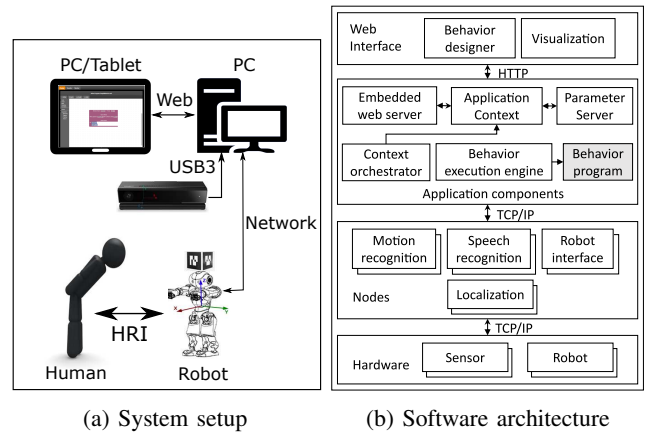 PC/Tablet
PC
Web
USB3
Network
HRI
Human
Robot
(a) System setup
Web
Interface
Behavior
designer
Visualization
HTTP
Embedded
web server
Application
Context
Parameter
Server
Context
orchestrator
Behavior
execution engine
Behavior
program
Application components
TCP/IP
Motion
recognition
Speech
recognition
Robot
interface
Nodes
Localization
TCP/IP
Hardware
Sensor
Robot
(b) Software architecture